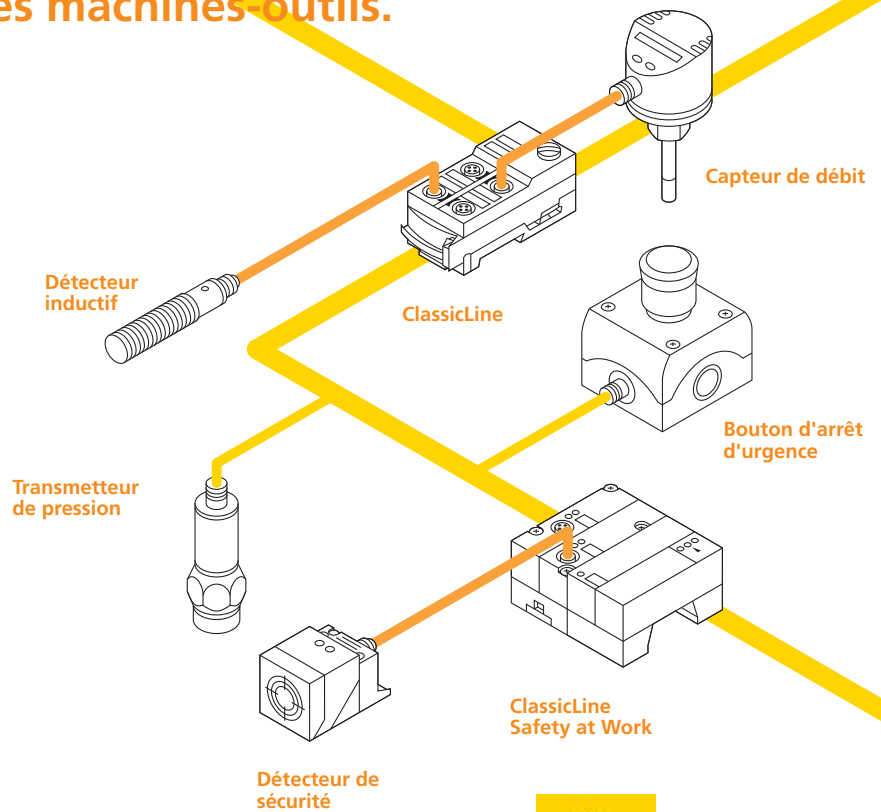 es machines-outils.
Capteur de débit
Détecteur
inductif
ClassicLine
Bouton d'arrêt
d'urgence
Transmetteur
de pression
ClassicLine
Safety at Work
Détecteur de
sécurité